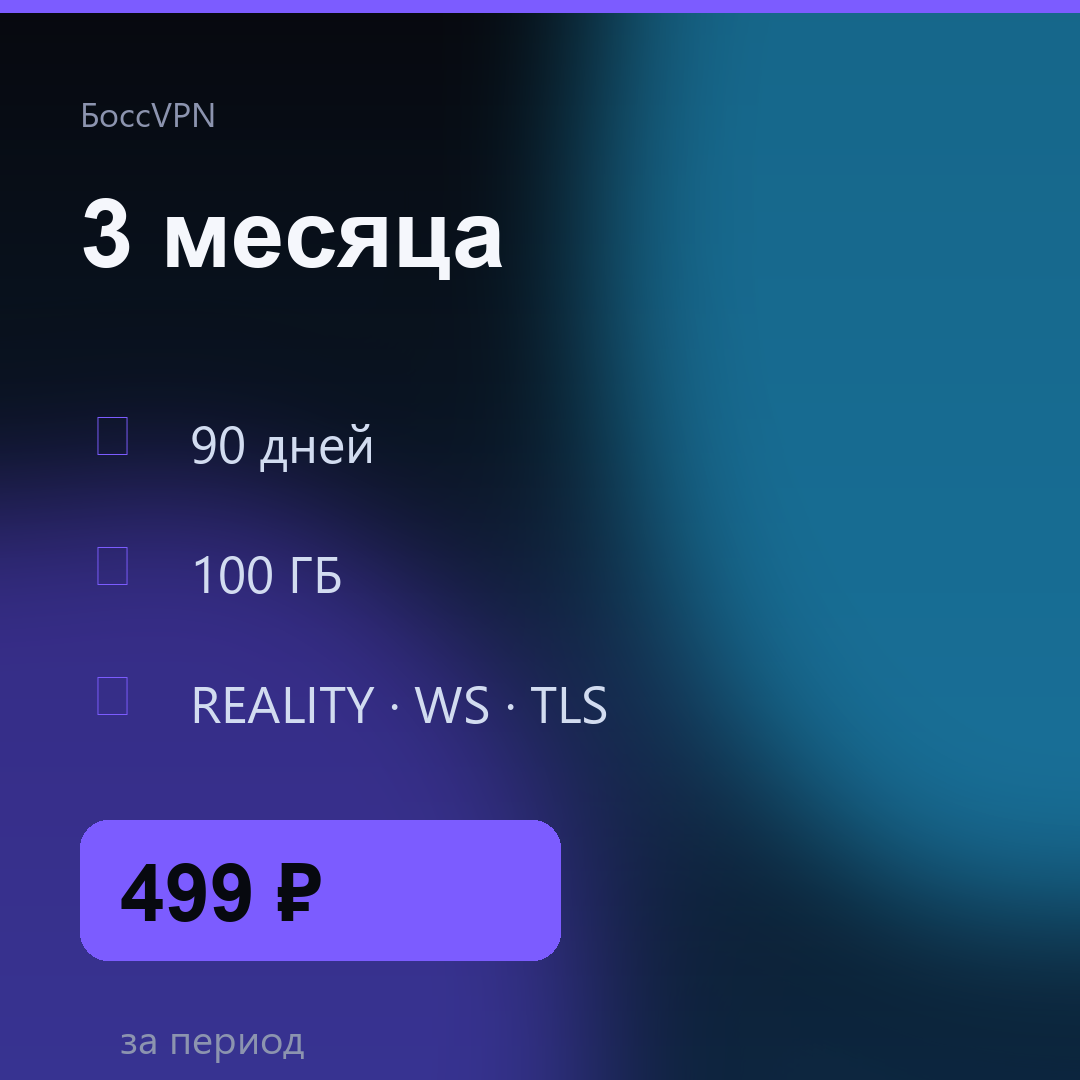 БоссVPN
3 месяца
90 дней
100 ГБ
REALITY · WS · TLS
499 ₽
за период